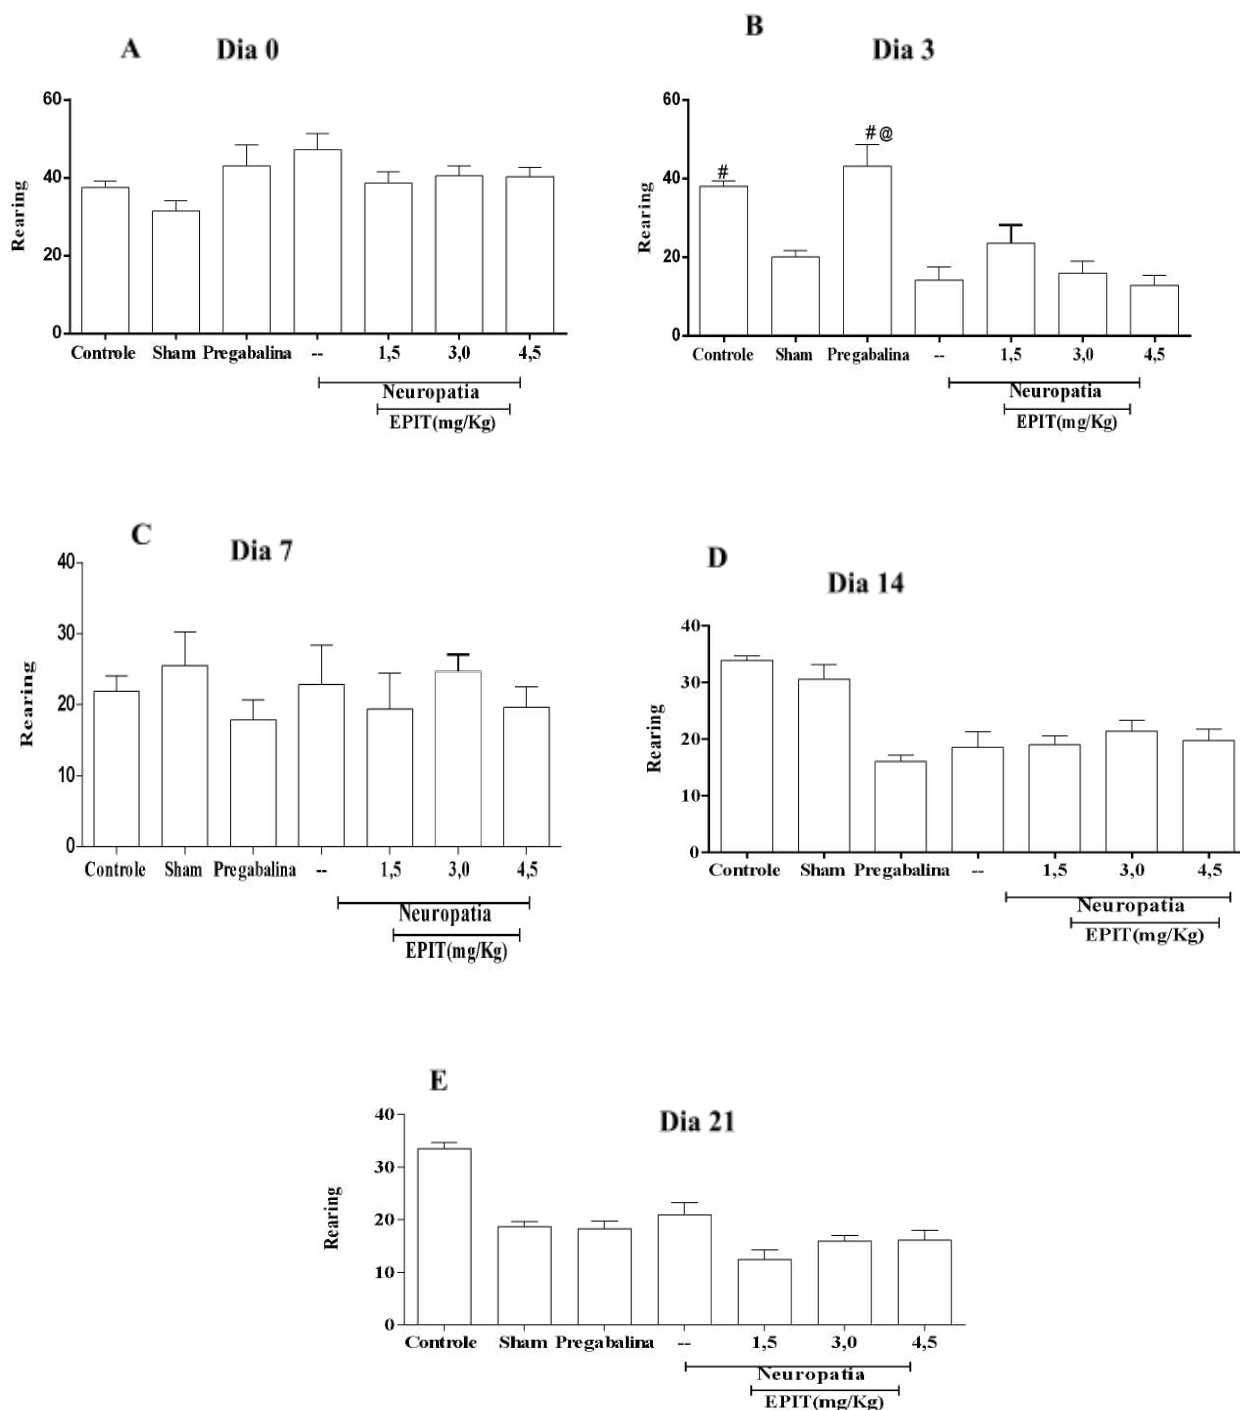 A
Dia 0
60
40
20
0
Rearing
Controle Sham Pregabalina -- 1,5 3,0 4,5
Neuropatia
EPIT(mg/Kg)
B
Dia 3
60
40
20
0
Rearing
#
#@
Controle Sham Pregabalina -- 1,5 3,0 4,5
Neuropatia
EPIT(mg/Kg)
C
Dia 7
40
30
20
10
0
Rearing
Controle Sham Pregabalina -- 1,5 3,0 4,5
Neuropatia
EPIT(mg/Kg)
D
Dia 14
40
30
20
10
0
Rearing
Controle Sham Pregabalina -- 1,5 3,0 4,5
Neuropatia
EPIT(mg/Kg)
E
Dia 21
40
30
20
10
0
Rearing
Controle Sham Pregabalina -- 1,5 3,0 4,5
Neuropatia
EPIT(mg/Kg)